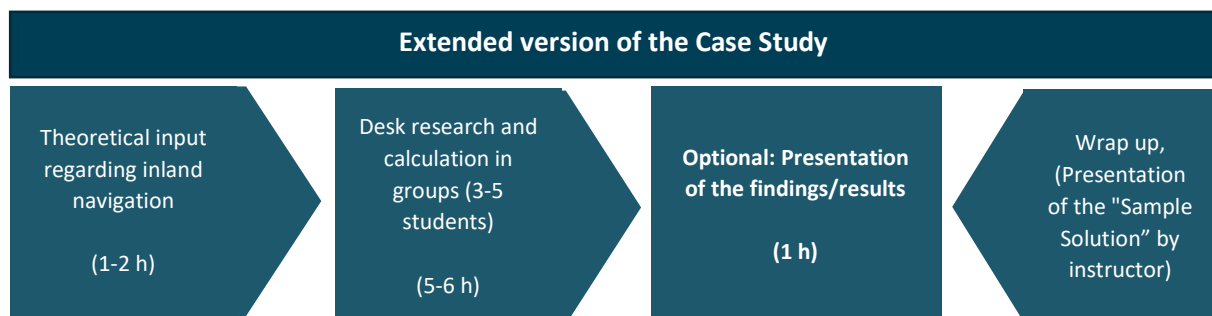 Extended version of the Case Study
Theoretical input
regarding inland
navigation
(1-2 h)
Desk research and
calculation in
groups (3-5
students)
(5-6 h)
Optional: Presentation
of the findings/results
(1 h)
Wrap up,
(Presentation
of the "Sample
Solution” by
instructor)